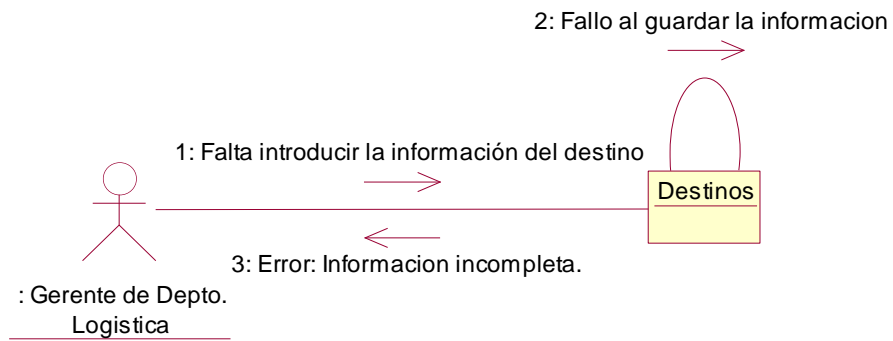 2: Fallo al guardar la informacion
1: Falta introducir la información del destino
Destinos
3: Error: Informacion incompleta.
: Gerente de Depto.
Logistica